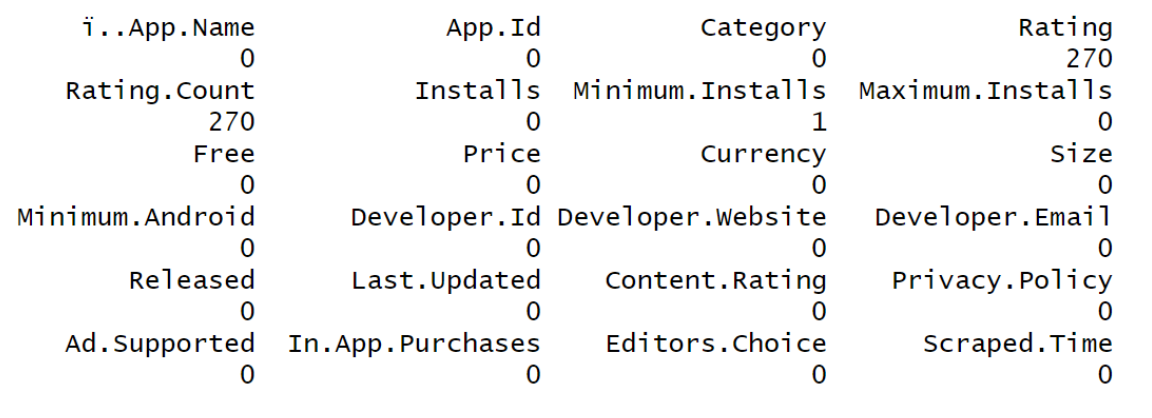 ï..App.Name App.Id Category Rating
0 0 0 270
Rating.Count Installs Minimum.Installs Maximum.Installs
270 0 1 0
Free Price Currency Size
0 0 0 0
Minimum.Android Developer.Id Developer.Website Developer.Email
0 0 0 0
Released Last.Updated Content.Rating Privacy.Policy
0 0 0 0
Ad.Supported In.App.Purchases Editors.Choice Scraped.Time
0 0 0 0